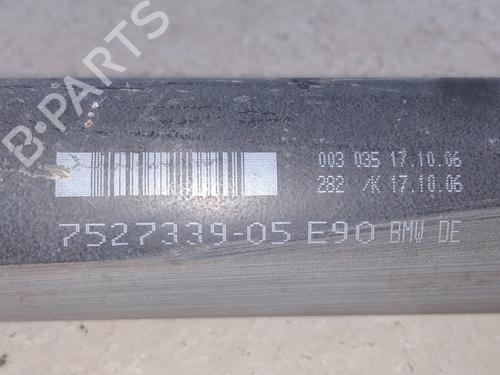 B-PARTS
003 035 17.10.06
282 /K 17.10.06
7527339-05 E90 BMW DE